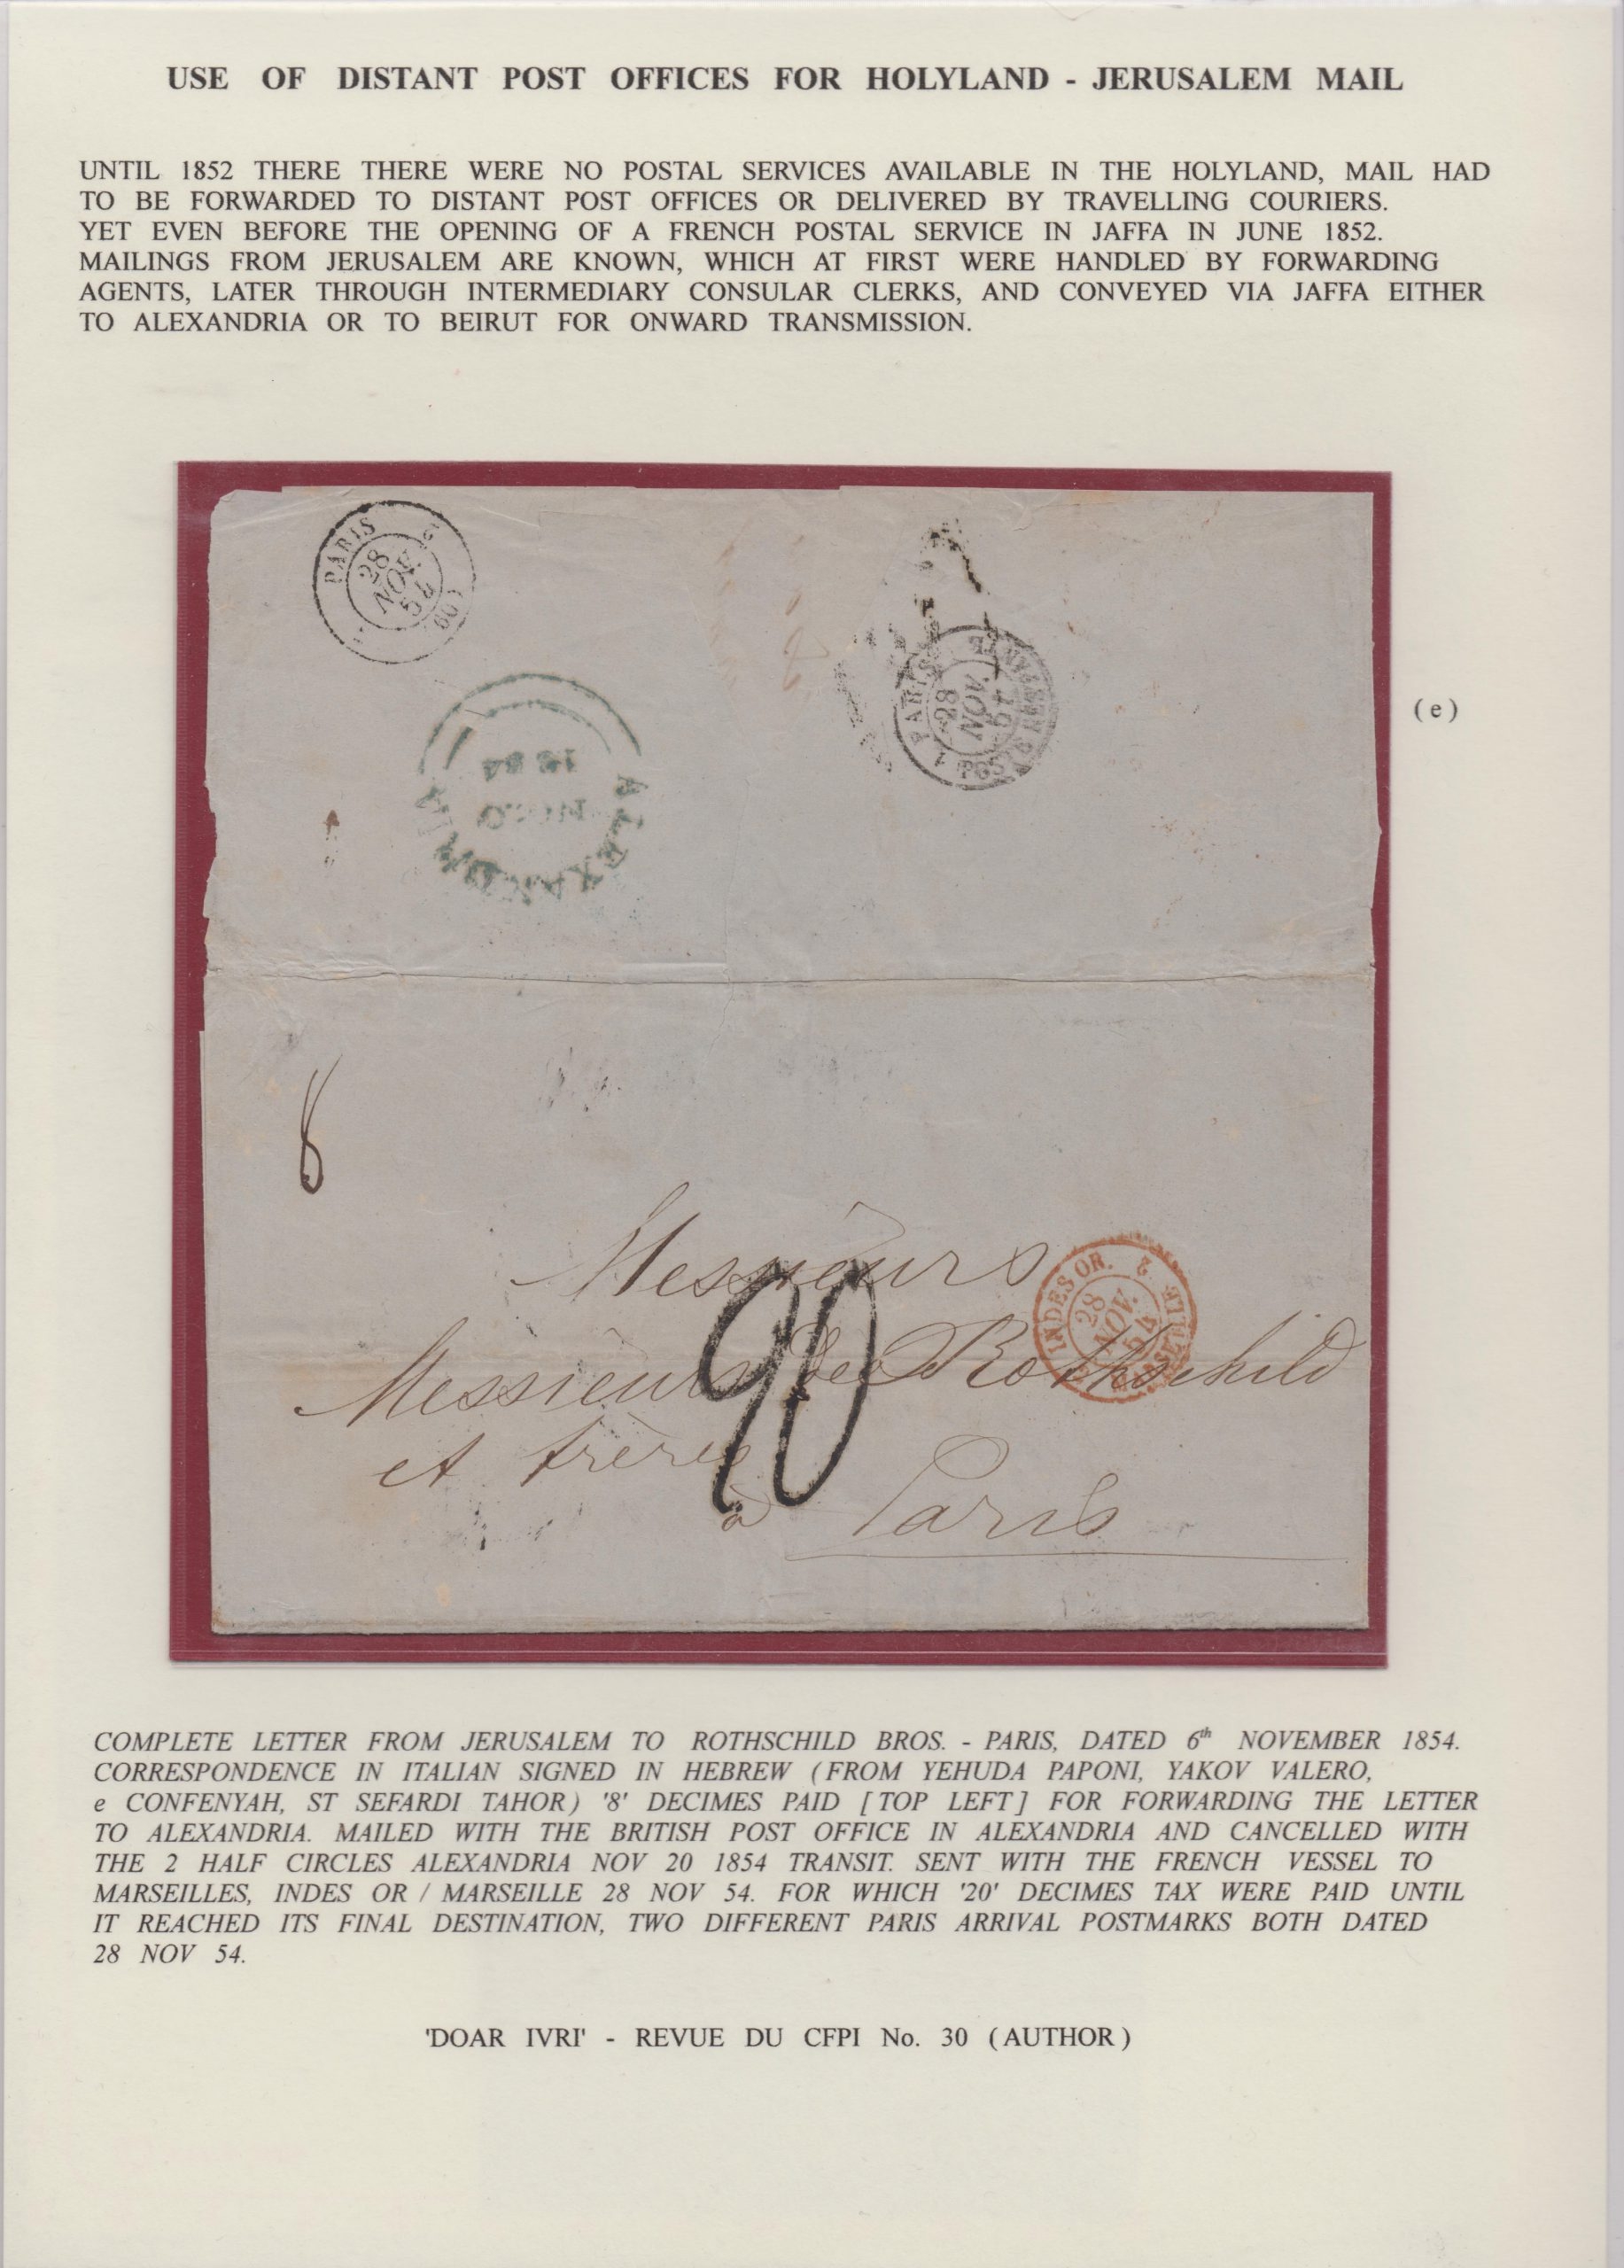 USE OF DISTANT POST OFFICES FOR HOLYLAND - JERUSALEM MAIL
UNTIL 1852 THERE THERE WERE NO POSTAL SERVICES AVAILABLE IN THE HOLYLAND, MAIL HAD
TO BE FORWARDED TO DISTANT POST OFFICES OR DELIVERED BY TRAVELLING COURIERS.
YET EVEN BEFORE THE OPENING OF A FRENCH POSTAL SERVICE IN JAFFA IN JUNE 1852.
MAILINGS FROM JERUSALEM ARE KNOWN, WHICH AT FIRST WERE HANDLED BY FORWARDING
AGENTS, LATER THROUGH INTERMEDIARY CONSULAR CLERKS, AND CONVEYED VIA JAFFA EITHER
TO ALEXANDRIA OR TO BEIRUT FOR ONWARD TRANSMISSION.
PARIS 2 (60)
28
NOV.
54
PARIS
28
NOV.
54
(e)
ALEXANDRIA
1854
8
Messieurs
INDES OR. 2 MARSEILLE
28
NOV.
54
20
Messieurs de Rothschild
et frères
à Paris
COMPLETE LETTER FROM JERUSALEM TO ROTHSCHILD BROS. - PARIS, DATED 6th NOVEMBER 1854.
CORRESPONDENCE IN ITALIAN SIGNED IN HEBREW (FROM YEHUDA PAPONI, YAKOV VALERO,
e CONFENYAH, ST SEFARDI TAHOR) '8' DECIMES PAID [TOP LEFT] FOR FORWARDING THE LETTER
TO ALEXANDRIA. MAILED WITH THE BRITISH POST OFFICE IN ALEXANDRIA AND CANCELLED WITH
THE 2 HALF CIRCLES ALEXANDRIA NOV 20 1854 TRANSIT. SENT WITH THE FRENCH VESSEL TO
MARSEILLES, INDES OR / MARSEILLE 28 NOV 54. FOR WHICH '20' DECIMES TAX WERE PAID UNTIL
IT REACHED ITS FINAL DESTINATION, TWO DIFFERENT PARIS ARRIVAL POSTMARKS BOTH DATED
28 NOV 54.
'DOAR IVRI' - REVUE DU CFPI No. 30 (AUTHOR)